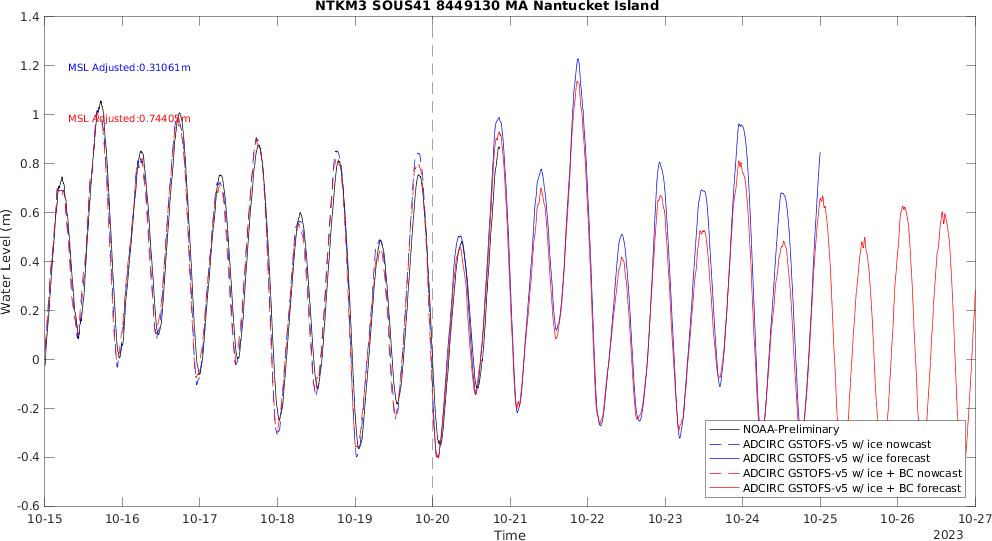 NTKM3 SOUS41 8449130 MA Nantucket Island
1.4
1.2
1
0.8
0.6
0.4
0.2
0
-0.2
-0.4
-0.6
Water Level (m)
MSL Adjusted:0.31061m
MSL Adjusted:0.74405m
NOAA-Preliminary
ADCIRC GSTOFS-v5 w/ ice nowcast
ADCIRC GSTOFS-v5 w/ ice forecast
ADCIRC GSTOFS-v5 w/ ice + BC nowcast
ADCIRC GSTOFS-v5 w/ ice + BC forecast
10-15 10-16 10-17 10-18 10-19 10-20 10-21 10-22 10-23 10-24 10-25 10-26 10-27
Time
2023